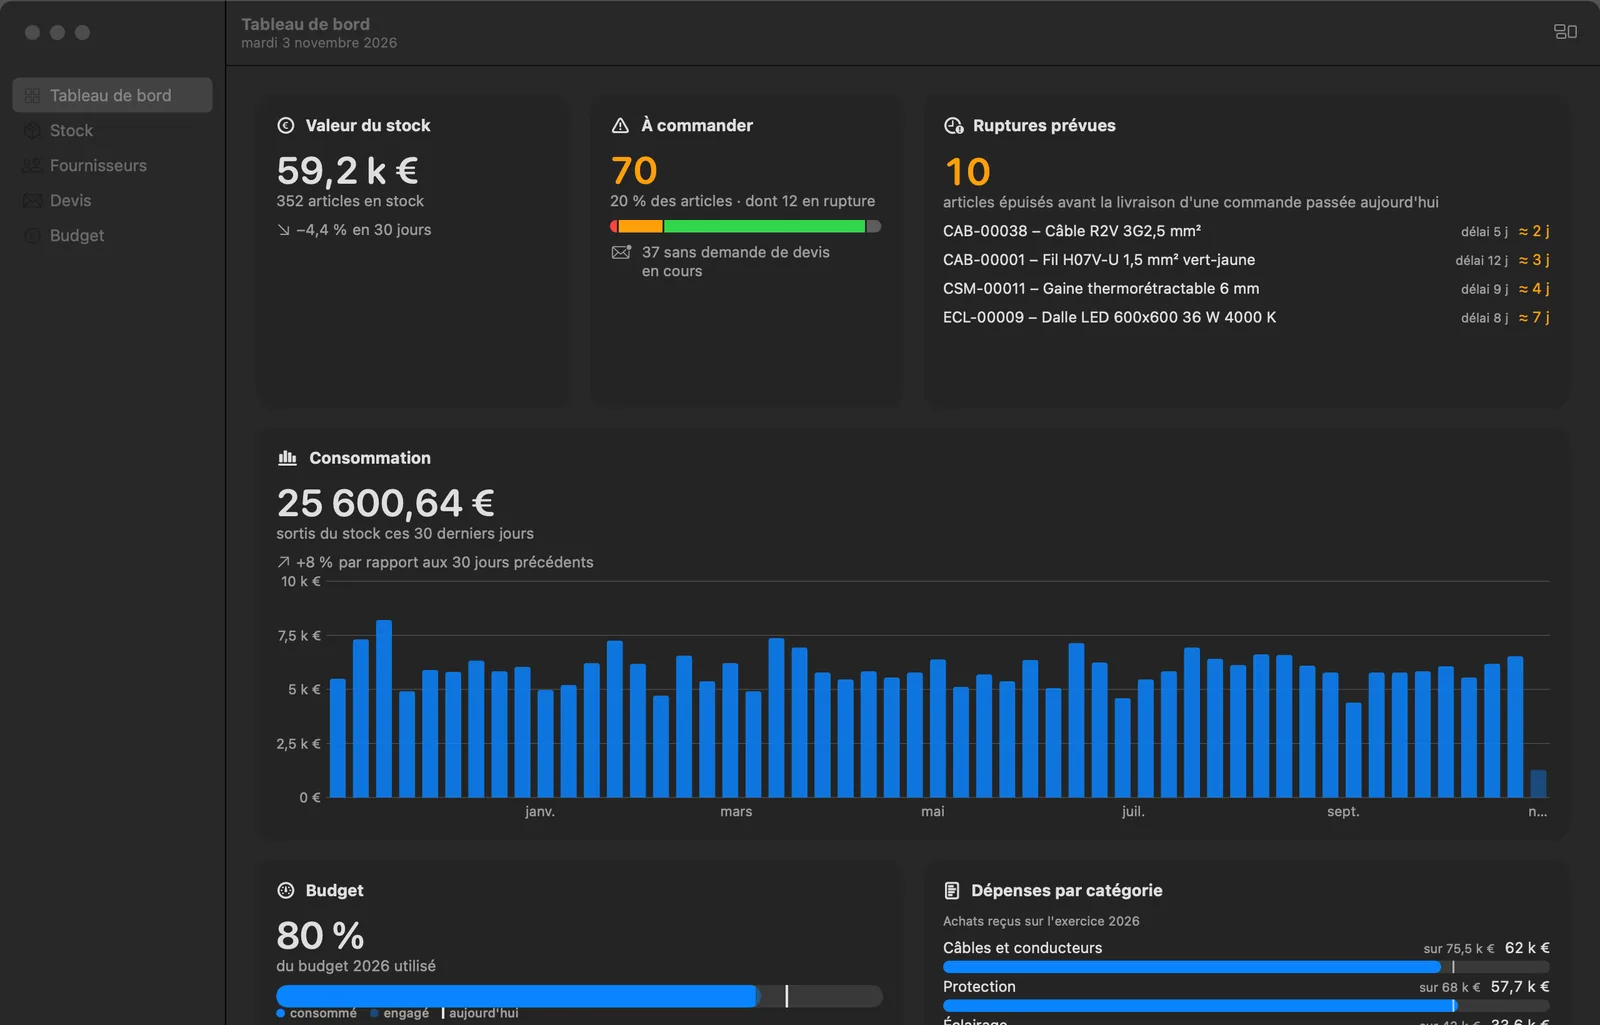 Tableau de bord
mardi 3 novembre 2026
Tableau de bord
Stock
Fournisseurs
Devis
Budget
Valeur du stock
59,2 k €
352 articles en stock
−4,4 % en 30 jours
À commander
70
20 % des articles · dont 12 en rupture
37 sans demande de devis
en cours
Ruptures prévues
10
articles épuisés avant la livraison d'une commande passée aujourd'hui
CAB-00038 – Câble R2V 3G2,5 mm² délai 5 j ≈ 2 j
CAB-00001 – Fil H07V-U 1,5 mm² vert-jaune délai 12 j ≈ 3 j
CSM-00011 – Gaine thermorétractable 6 mm délai 9 j ≈ 4 j
ECL-00009 – Dalle LED 600x600 36 W 4000 K délai 8 j ≈ 7 j
Consommation
25 600,64 €
sortis du stock ces 30 derniers jours
+8 % par rapport aux 30 jours précédents
10 k €
7,5 k €
5 k €
2,5 k €
0 €
janv. mars mai juil. sept. n…
Budget
80 %
du budget 2026 utilisé
consommé engagé aujourd'hui
Dépenses par catégorie
Achats reçus sur l'exercice 2026
Câbles et conducteurs sur 75,5 k € 62 k €
Protection sur 68 k € 57,7 k €
Éclairage sur 42 k € 33,6 k €